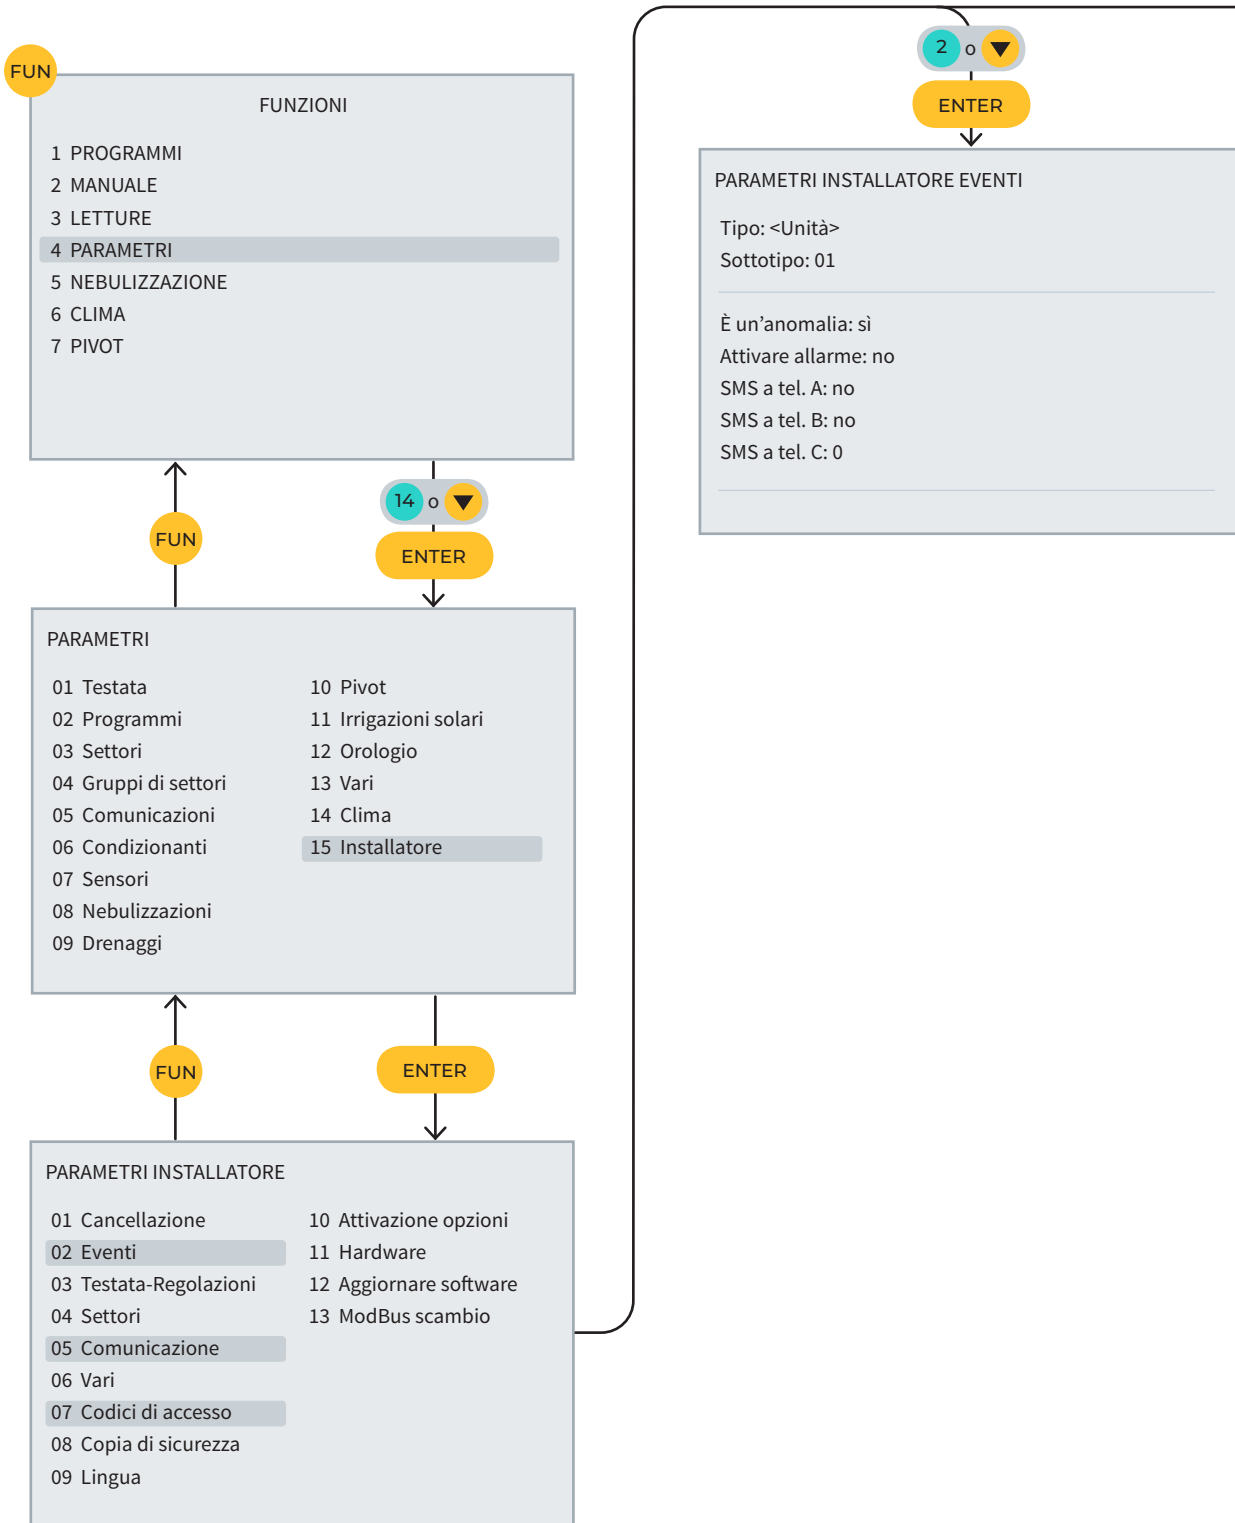 FUN
FUNZIONI
1 PROGRAMMI
2 MANUALE
3 LETTURE
4 PARAMETRI
5 NEBULIZZAZIONE
6 CLIMA
7 PIVOT
FUN
14 o
ENTER
PARAMETRI
01 Testata
02 Programmi
03 Settori
04 Gruppi di settori
05 Comunicazioni
06 Condizionanti
07 Sensori
08 Nebulizzazioni
09 Drenaggi
10 Pivot
11 Irrigazioni solari
12 Orologio
13 Vari
14 Clima
15 Installatore
FUN
ENTER
PARAMETRI INSTALLATORE
01 Cancellazione
02 Eventi
03 Testata-Regolazioni
04 Settori
05 Comunicazione
06 Vari
07 Codici di accesso
08 Copia di sicurezza
09 Lingua
10 Attivazione opzioni
11 Hardware
12 Aggiornare software
13 ModBus scambio
2 o
ENTER
PARAMETRI INSTALLATORE EVENTI
Tipo: <Unità>
Sottotipo: 01
È un’anomalia: sì
Attivare allarme: no
SMS a tel. A: no
SMS a tel. B: no
SMS a tel. C: 0